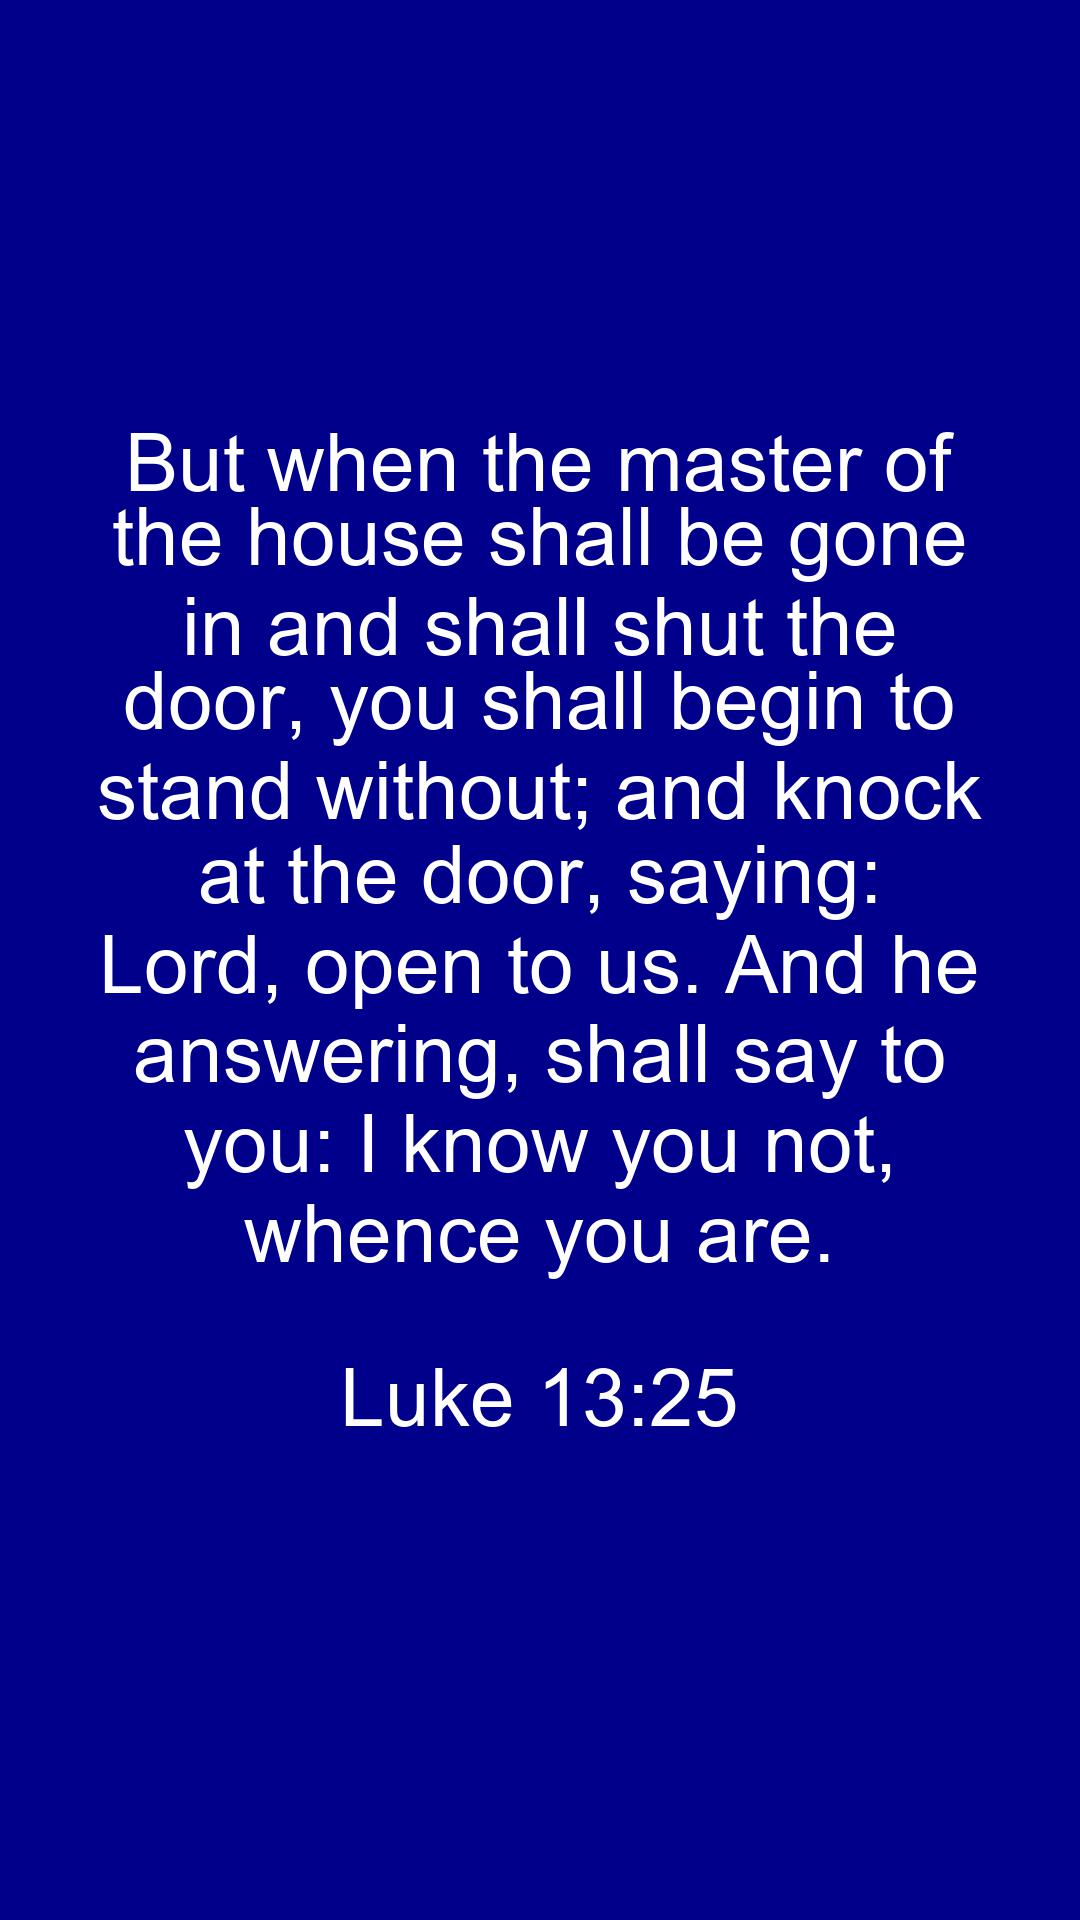 But when the master of
the house shall be gone
in and shall shut the
door, you shall begin to
stand without; and knock
at the door, saying:
Lord, open to us. And he
answering, shall say to
you: I know you not,
whence you are.
Luke 13:25